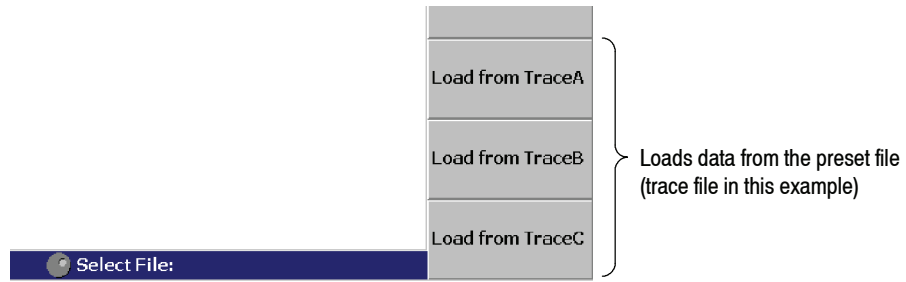 Load from TraceA
Load from TraceB
Load from TraceC
Loads data from the preset file
(trace file in this example)
Select File: